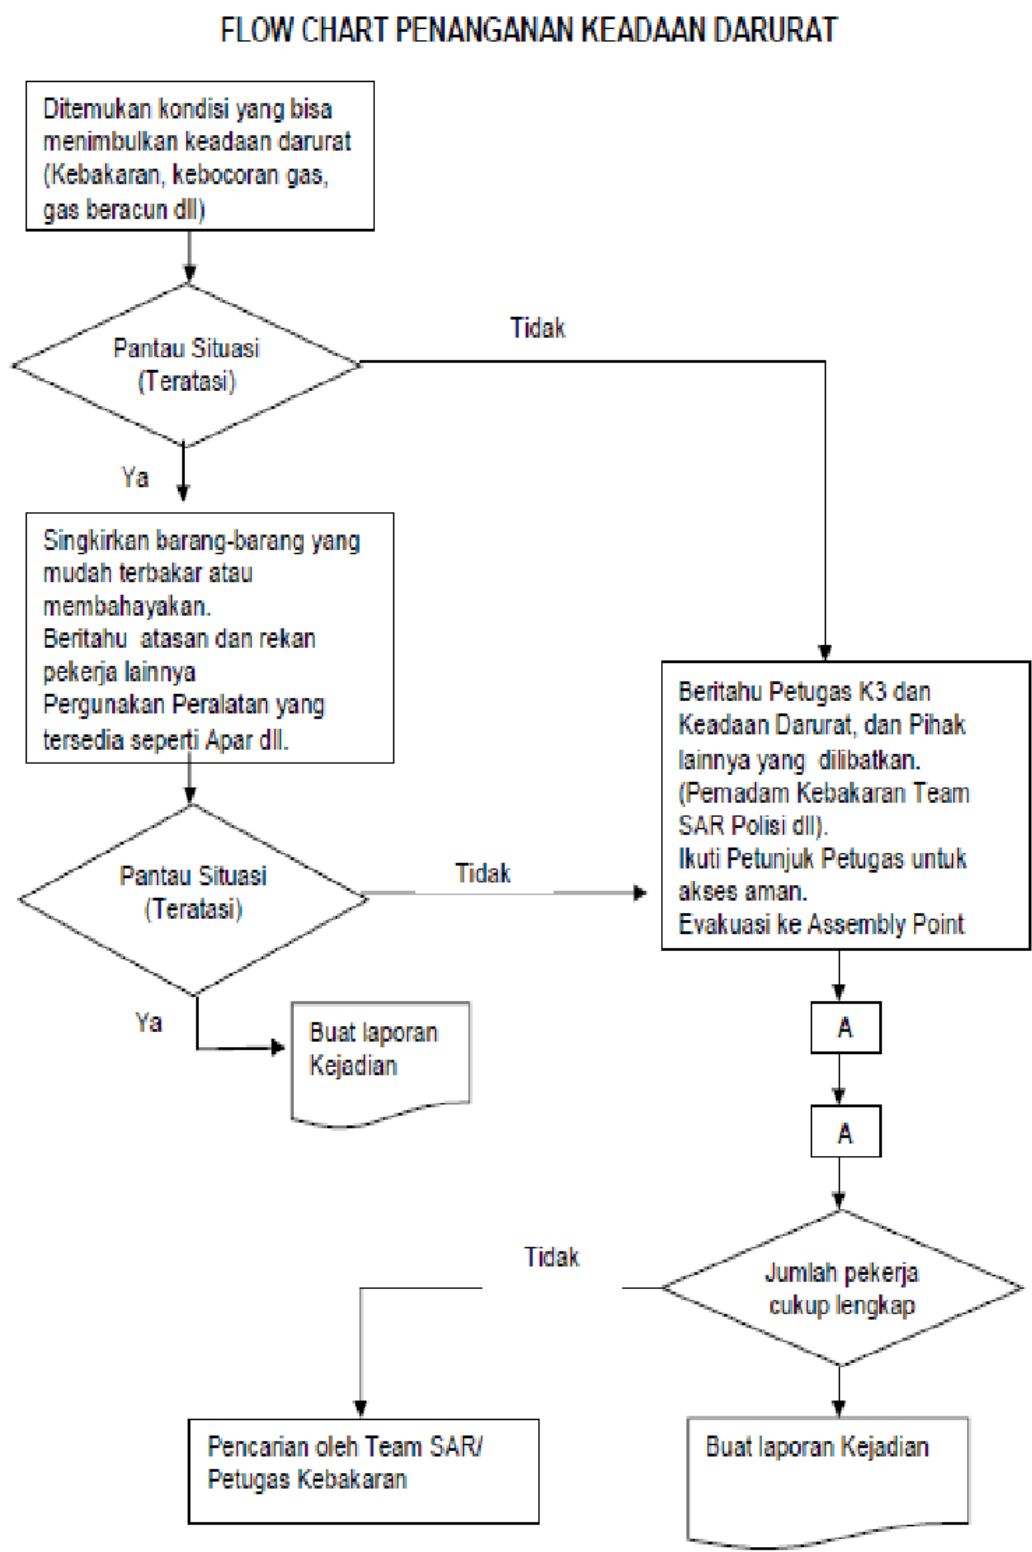 FLOW CHART PENANGANAN KEADAAN DARURAT
Ditemukan kondisi yang bisa
menimbulkan keadaan darurat
(Kebakaran, kebocoran gas,
gas beracun dll)
Pantau Situasi
(Teratasi)
Tidak
Ya
Singkirkan barang-barang yang
mudah terbakar atau
membahayakan.
Beritahu atasan dan rekan
pekerja lainnya
Pergunakan Peralatan yang
tersedia seperti Apar dll.
Beritahu Petugas K3 dan
Keadaan Darurat, dan Pihak
lainnya yang dilibatkan.
(Pemadam Kebakaran Team
SAR Polisi dll).
Ikuti Petunjuk Petugas untuk
akses aman.
Evakuasi ke Assembly Point
Pantau Situasi
(Teratasi)
Tidak
Ya
Buat laporan
Kejadian
A
A
Jumlah pekerja
cukup lengkap
Tidak
Pencarian oleh Team SAR/
Petugas Kebakaran
Buat laporan Kejadian